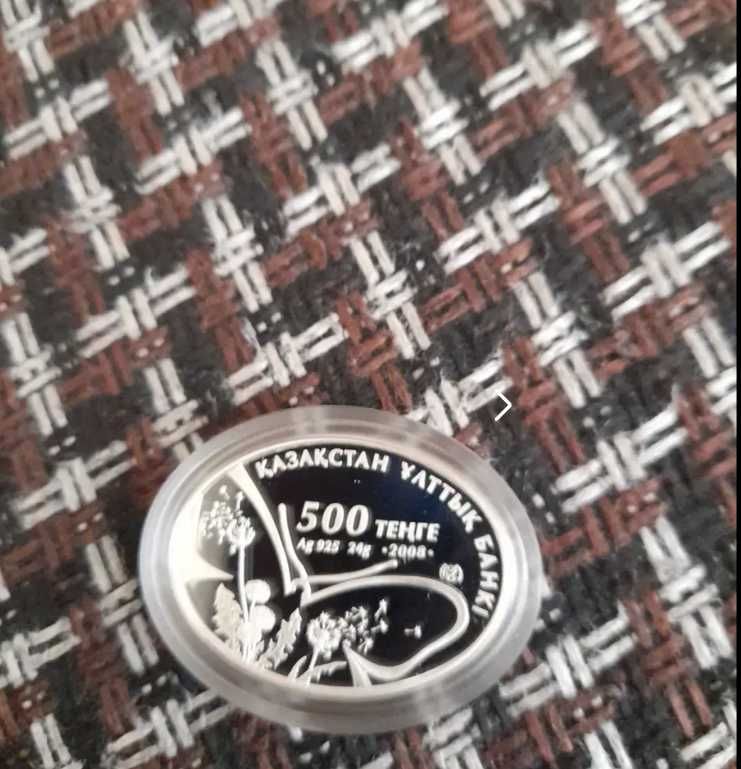 ҚАЗАҚСТАН ҰЛТТЫҚ БАНКІ
500 ТЕҢГЕ
Ag 925 24g •2008•